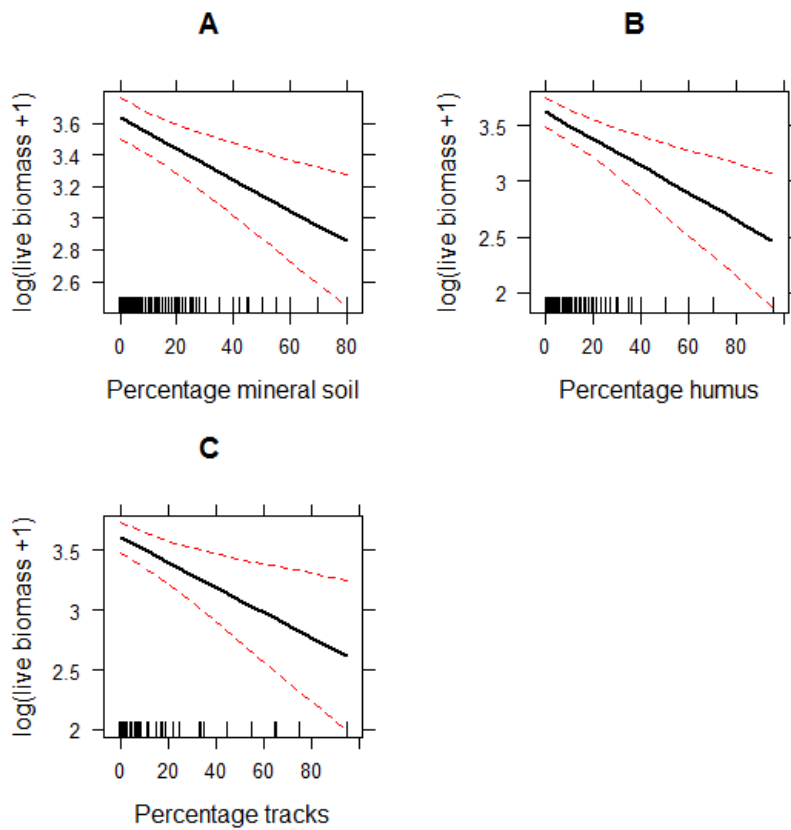 A
log(live biomass +1)
3.6
3.4
3.2
3
2.8
2.6
0 20 40 60 80
Percentage mineral soil
B
log(live biomass +1)
3.5
3
2.5
2
0 20 40 60 80
Percentage humus
C
log(live biomass +1)
3.5
3
2.5
2
0 20 40 60 80
Percentage tracks